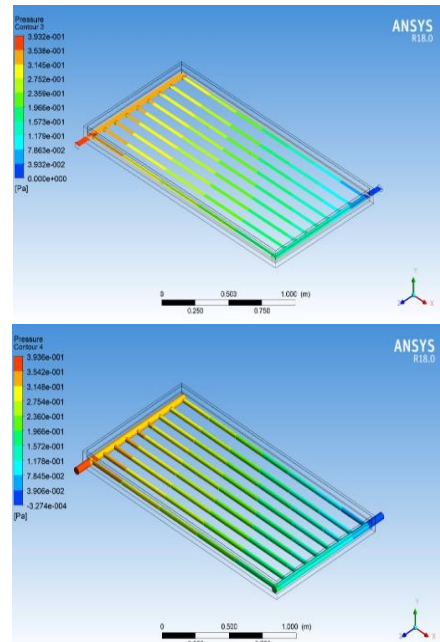 Pressure
Contour 3
3.932e-001
3.538e-001
3.145e-001
2.752e-001
2.359e-001
1.966e-001
1.573e-001
1.179e-001
7.863e-002
3.932e-002
0.000e+000
[Pa]
ANSYS
R18.0
0 0.503 1.000 (m)
0.250 0.750
Y
Z X
Pressure
Contour 4
3.936e-001
3.542e-001
3.148e-001
2.754e-001
2.360e-001
1.966e-001
1.572e-001
1.178e-001
7.845e-002
3.906e-002
-3.274e-004
[Pa]
ANSYS
R18.0
0 0.500 1.000 (m)